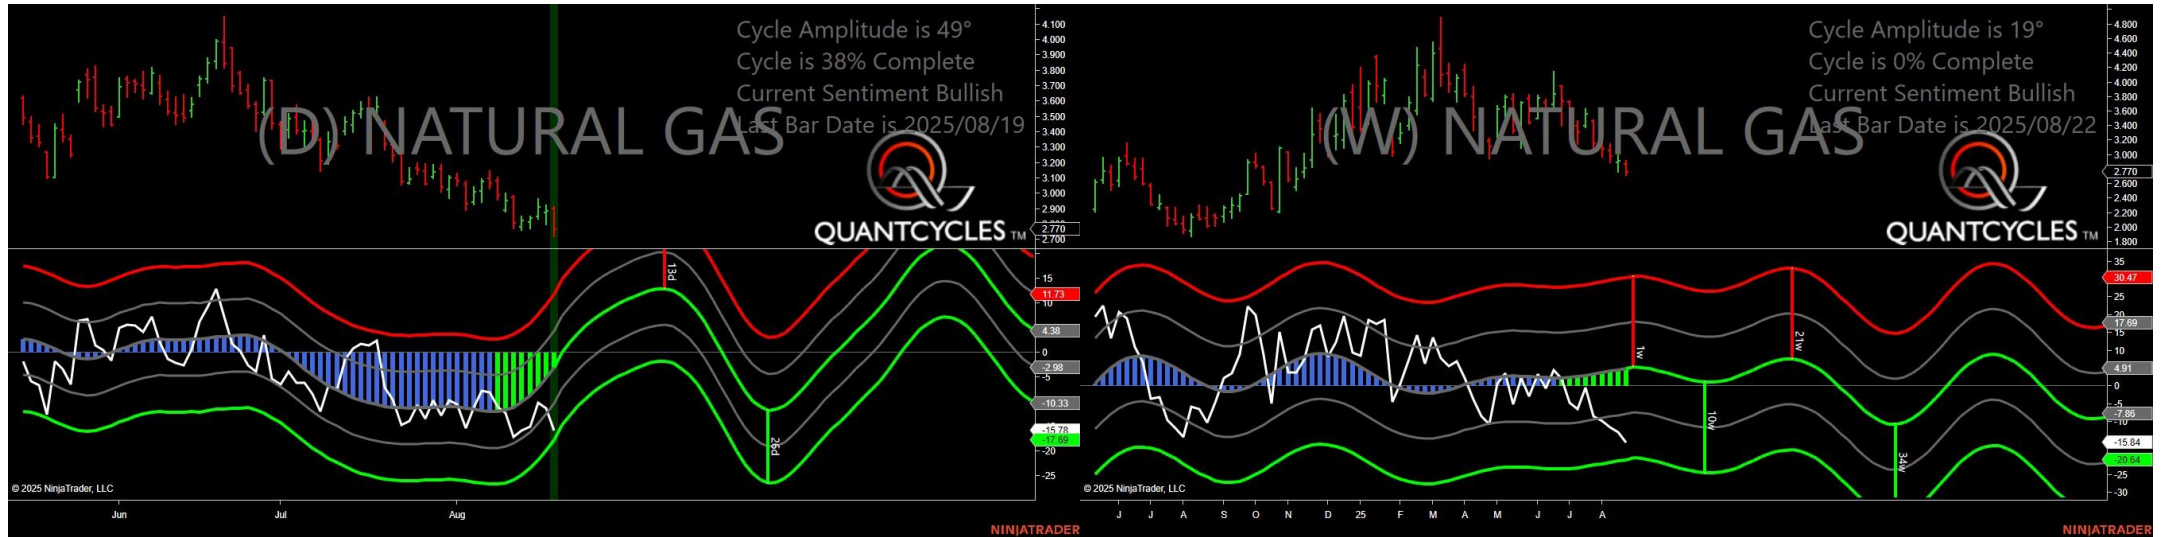 Cycle Amplitude is 49°
Cycle is 38% Complete
Current Sentiment Bullish
Last Bar Date is 2025/08/19
(D) NATURAL GAS
QUANTCYCLES TM
4.100
4.000
3.900
3.800
3.700
3.600
3.500
3.400
3.300
3.200
3.100
3.000
2.900
2.770
2.700
13d
26d
15
11.73
10
4.38
0
-2.98
-5
-10.33
-15.78
-17.69
-20
-25
© 2025 NinjaTrader, LLC
Jun
Jul
Aug
NINJATRADER
Cycle Amplitude is 19°
Cycle is 0% Complete
Current Sentiment Bullish
Last Bar Date is 2025/08/22
(W) NATURAL GAS
QUANTCYCLES TM
4.800
4.600
4.400
4.200
4.000
3.800
3.600
3.400
3.200
3.000
2.770
2.600
2.400
2.200
2.000
1.800
1w
21w
10w
34w
35
30.47
25
20
17.69
15
10
4.91
0
-5
-7.86
-10
-15.84
-20.64
-25
-30
© 2025 NinjaTrader, LLC
J J A S O N D 25 F M A M J J A
NINJATRADER